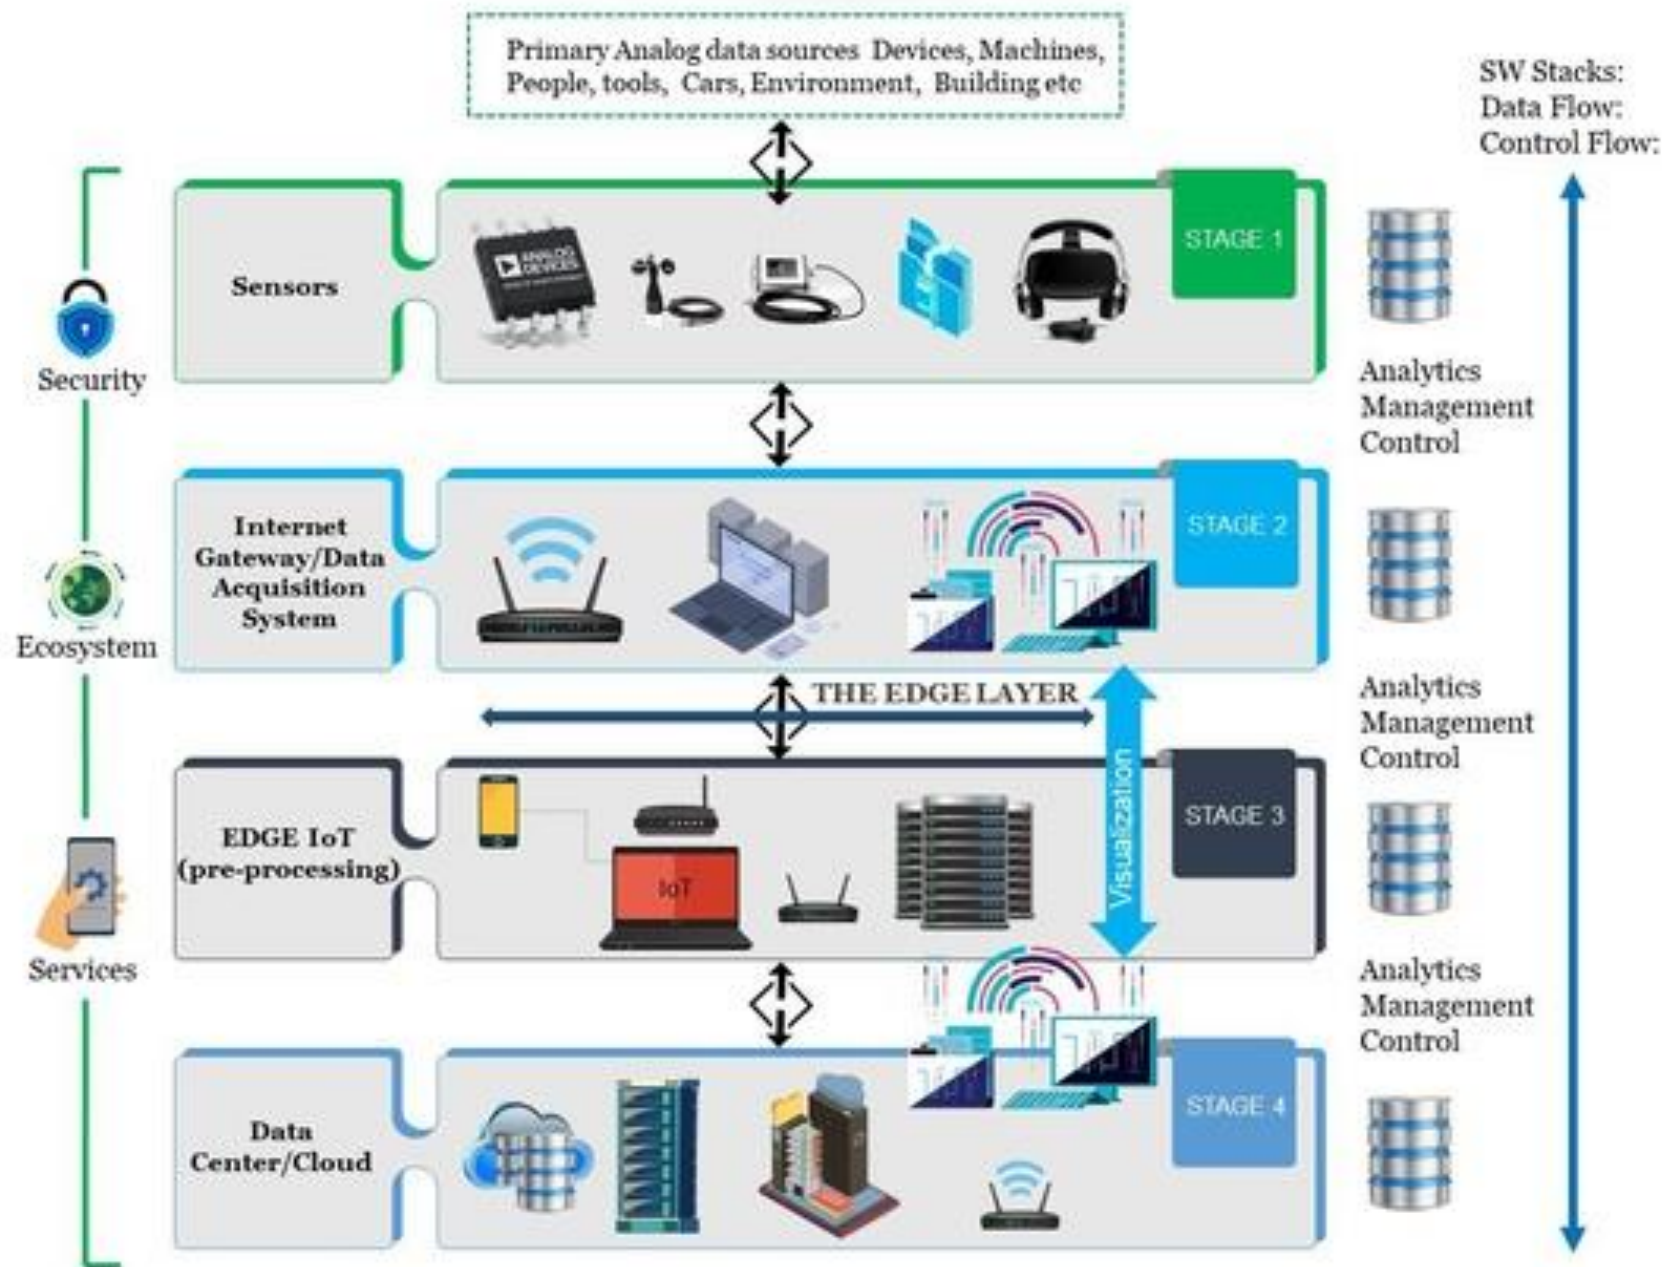 Primary Analog data sources Devices, Machines,
People, tools, Cars, Environment, Building etc
SW Stacks:
Data Flow:
Control Flow:
Security
Ecosystem
Services
Sensors
ANALOG
DEVICES
STAGE 1
Analytics
Management
Control
Internet
Gateway/Data
Acquisition
System
STAGE 2
THE EDGE LAYER
Visualization
Analytics
Management
Control
EDGE IoT
(pre-processing)
IoT
STAGE 3
Analytics
Management
Control
Data
Center/Cloud
STAGE 4